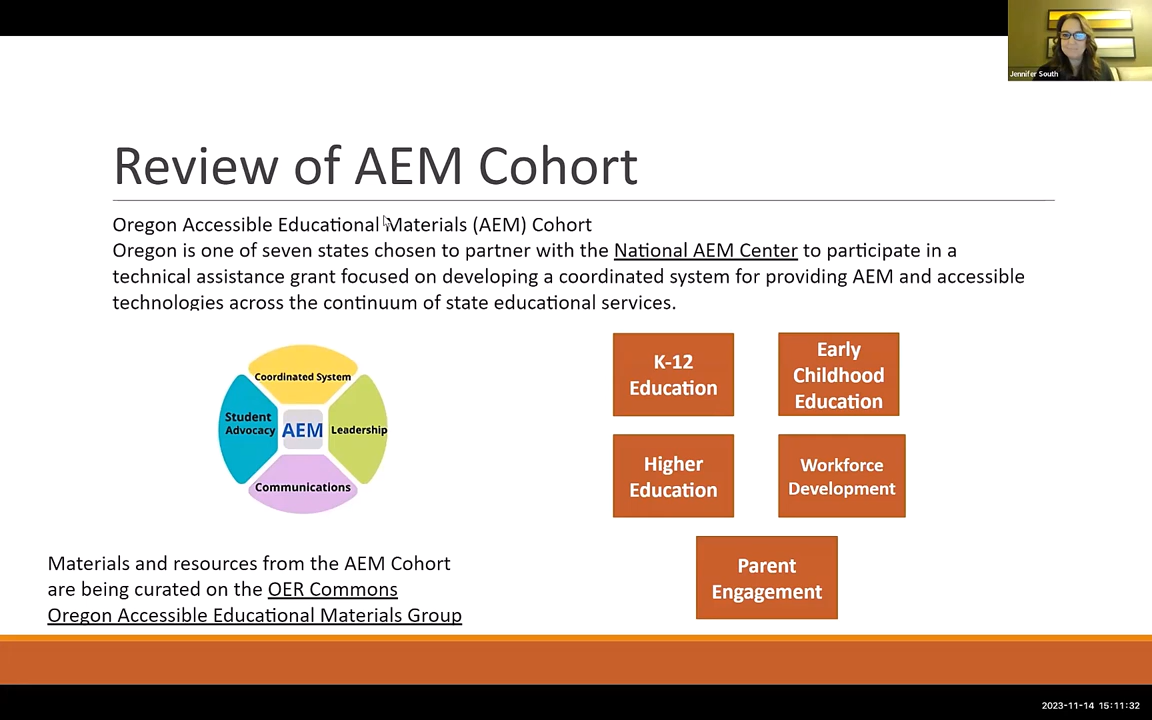 Jennifer South
Review of AEM Cohort
Oregon Accessible Educational Materials (AEM) Cohort
Oregon is one of seven states chosen to partner with the National AEM Center to participate in a
technical assistance grant focused on developing a coordinated system for providing AEM and accessible
technologies across the continuum of state educational services.
Coordinated System
Student
Advocacy
AEM
Leadership
Communications
K-12
Education
Early
Childhood
Education
Higher
Education
Workforce
Development
Parent
Engagement
Materials and resources from the AEM Cohort
are being curated on the OER Commons
Oregon Accessible Educational Materials Group
2023-11-14 15:11:32